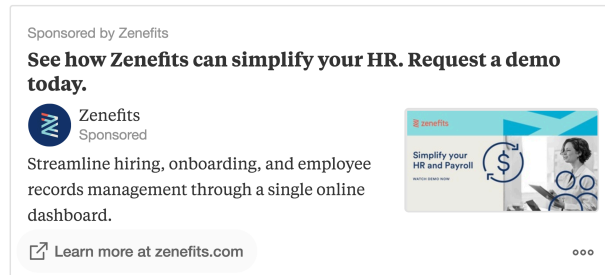 Sponsored by Zenefits
See how Zenefits can simplify your HR. Request a demo
today.
Zenefits
Sponsored
Streamline hiring, onboarding, and employee
records management through a single online
dashboard.
zenefits
Simplify your
HR and Payroll
WATCH DEMO NOW
$
Learn more at zenefits.com